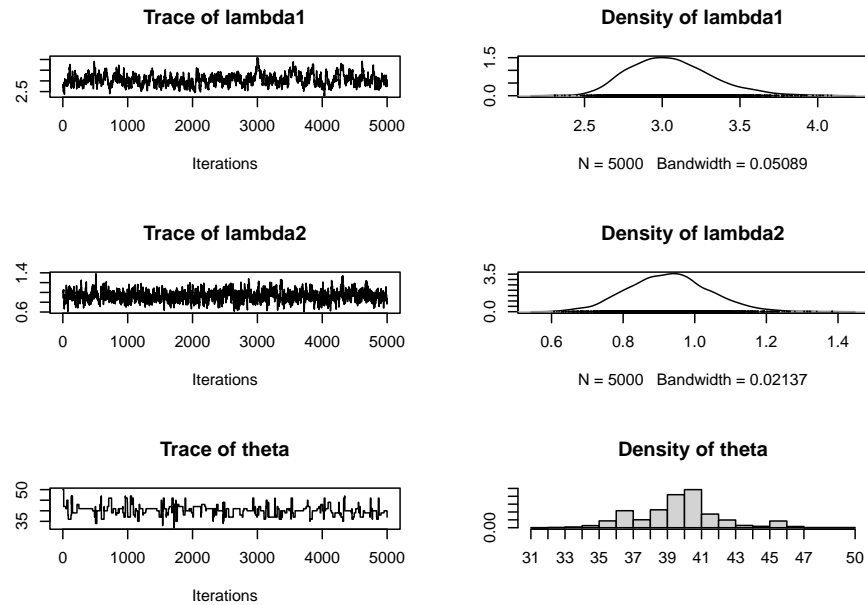 Trace of lambda1
2.5
0 1000 2000 3000 4000 5000
Iterations
Density of lambda1
0.0 1.5
2.5 3.0 3.5 4.0
N = 5000 Bandwidth = 0.05089
Trace of lambda2
0.6 1.4
0 1000 2000 3000 4000 5000
Iterations
Density of lambda2
0.0 3.5
0.6 0.8 1.0 1.2 1.4
N = 5000 Bandwidth = 0.02137
Trace of theta
35 50
0 1000 2000 3000 4000 5000
Iterations
Density of theta
0.00
31 33 35 37 39 41 43 45 47 50